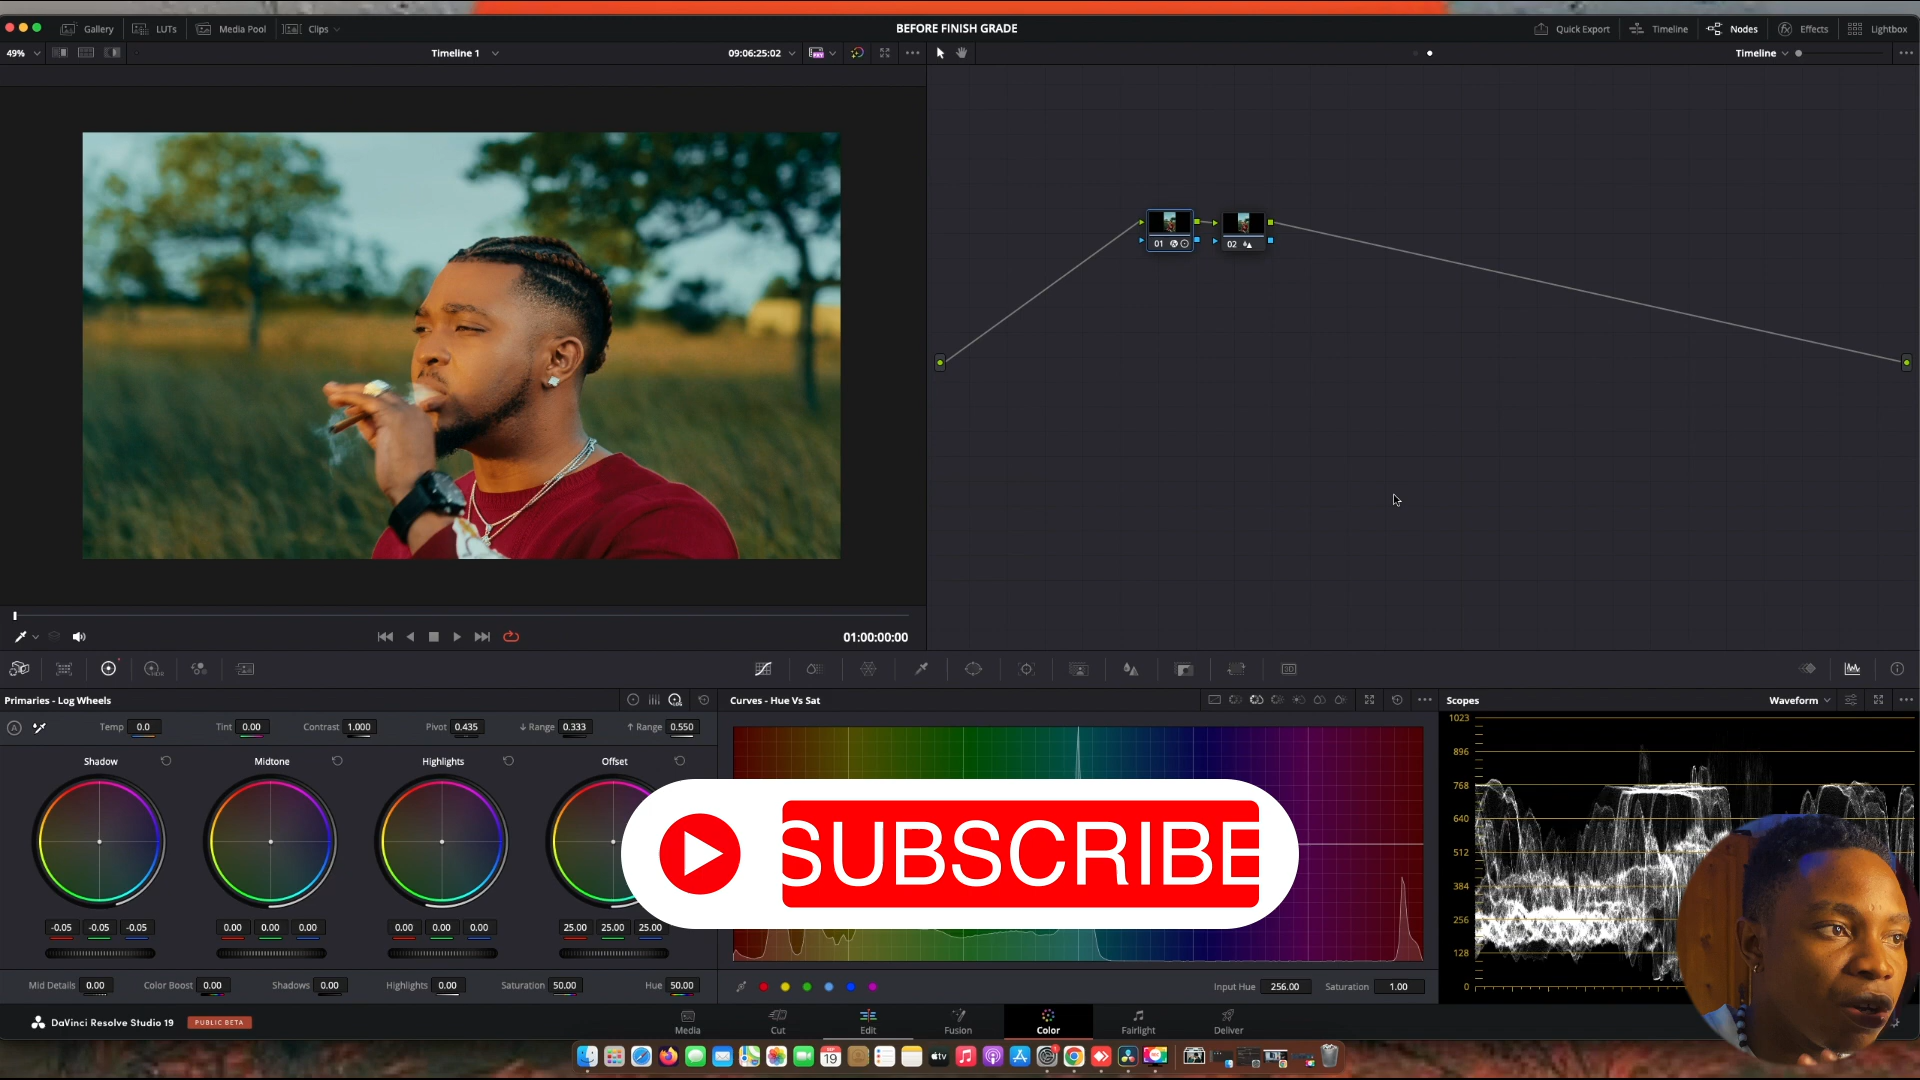 Gallery LUTs Media Pool Clips BEFORE FINISH GRADE Quick Export Timeline Nodes Effects Lightbox
49% Timeline 1 09:06:25:02 Timeline
01 02
01:00:00:00
Primaries - Log Wheels Curves - Hue Vs Sat Scopes Waveform
Temp 0.0 Tint 0.00 Contrast 1.000 Pivot 0.435 ↓ Range 0.333 ↑ Range 0.550
Shadow Midtone Highlights Offset
1023
896
768
640
512
384
256
128
0
SUBSCRIBE
-0.05 -0.05 -0.05 0.00 0.00 0.00 0.00 0.00 0.00 25.00 25.00 25.00
Mid Details 0.00 Color Boost 0.00 Shadows 0.00 Highlights 0.00 Saturation 50.00 Hue 50.00 Input Hue 256.00 Saturation 1.00
DaVinci Resolve Studio 19 PUBLIC BETA
Media Cut Edit Fusion Color Fairlight Deliver
SEP
19
tv